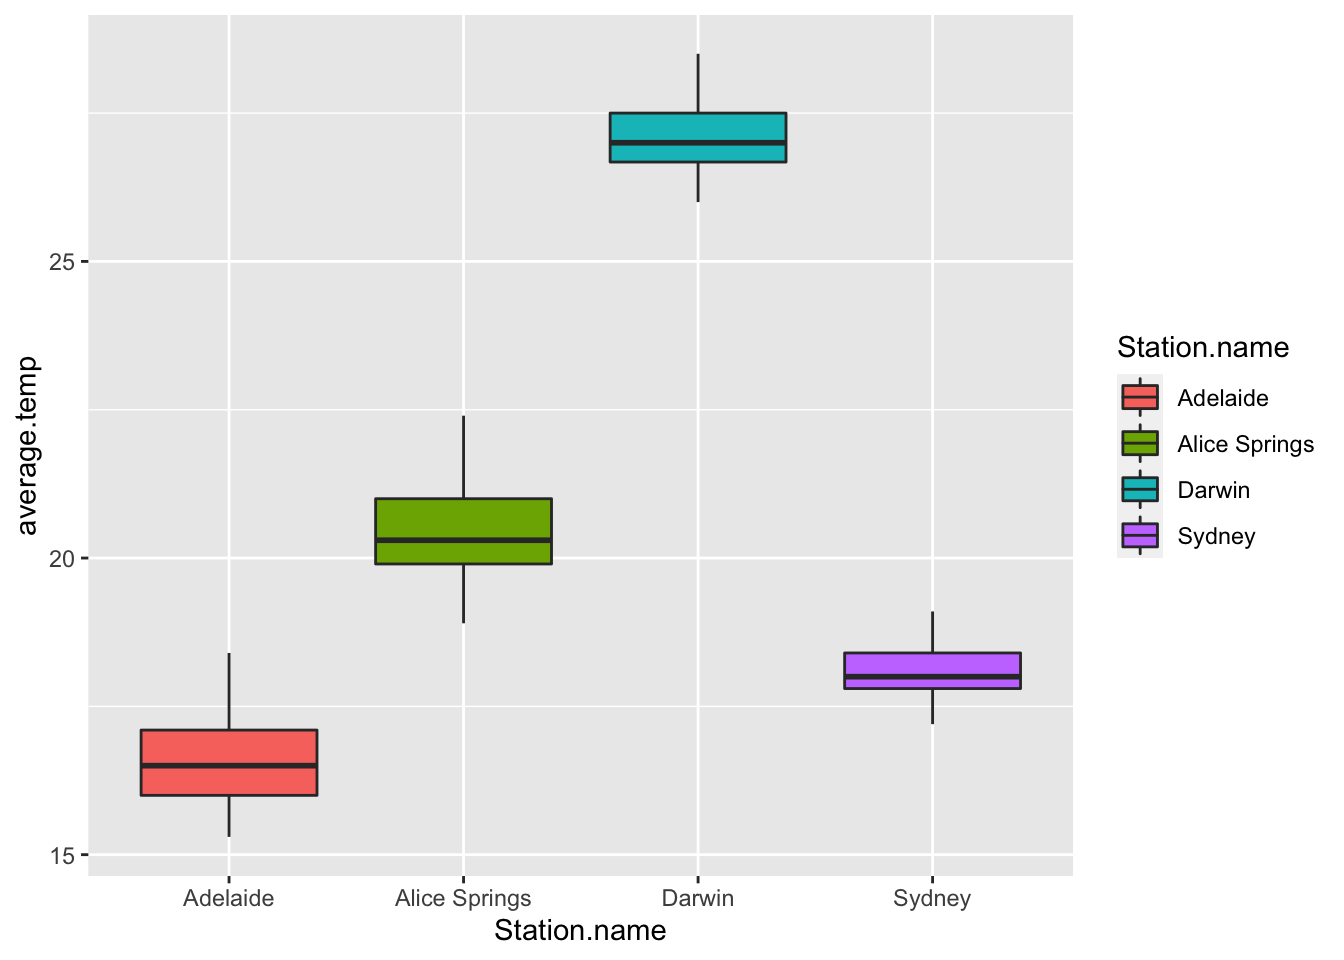 average.temp
25
20
15
Adelaide
Alice Springs
Darwin
Sydney
Station.name
Station.name
Adelaide
Alice Springs
Darwin
Sydney